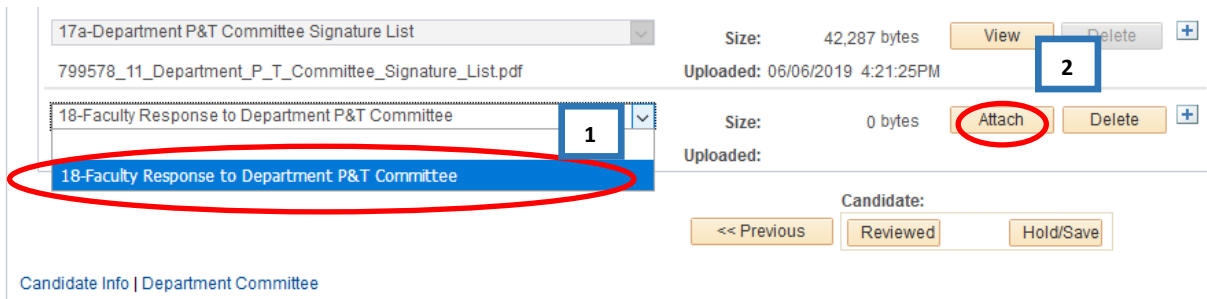 17a-Department P&T Committee Signature List
Size: 42,287 bytes View Delete
799578_11_Department_P_T_Committee_Signature_List.pdf
Uploaded: 06/06/2019 4:21:25PM
2
18-Faculty Response to Department P&T Committee
1
Size: 0 bytes Attach Delete
Uploaded:
18-Faculty Response to Department P&T Committee
Candidate:
<< Previous Reviewed Hold/Save
Candidate Info | Department Committee